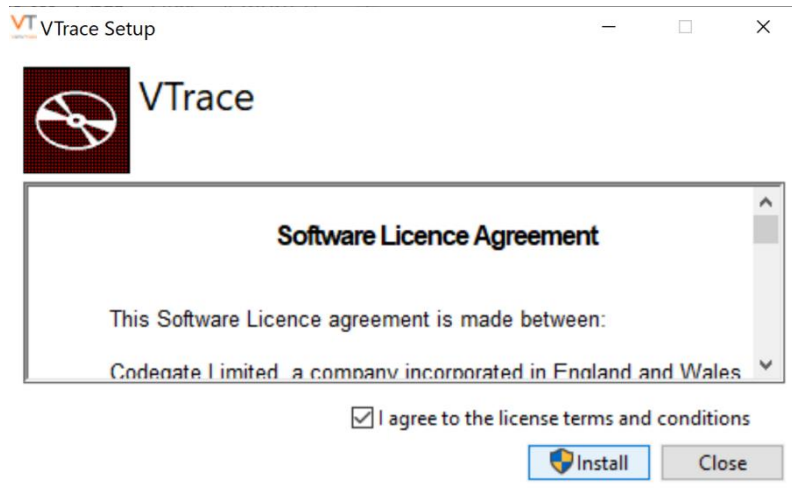 VT VTrace Setup
VTrace
Software Licence Agreement
This Software Licence agreement is made between:
Codegate Limited, a company incorporated in England and Wales
I agree to the license terms and conditions
Install
Close